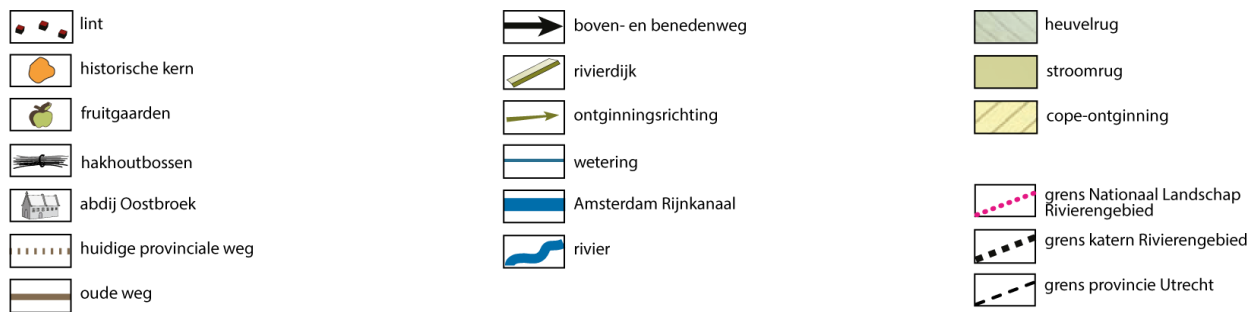 lint
historische kern
fruitgaarden
hakhoutbossen
abdij Oostbroek
huidige provinciale weg
oude weg
boven- en benedenweg
rivierdijk
ontginningsrichting
wetering
Amsterdam Rijnkanaal
rivier
heuvelrug
stroomrug
cope-ontginning
grens Nationaal Landschap
Rivierengebied
grens katern Rivierengebied
grens provincie Utrecht